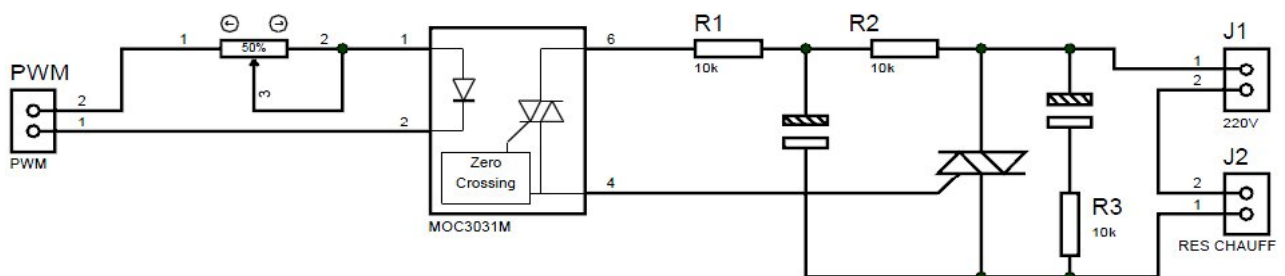 PWM
2
1
PWM
1
50%
2
3
1
2
Zero
Crossing
6
4
MOC3031M
R1
10k
R2
10k
R3
10k
J1
1
2
220V
J2
2
1
RES CHAUFF